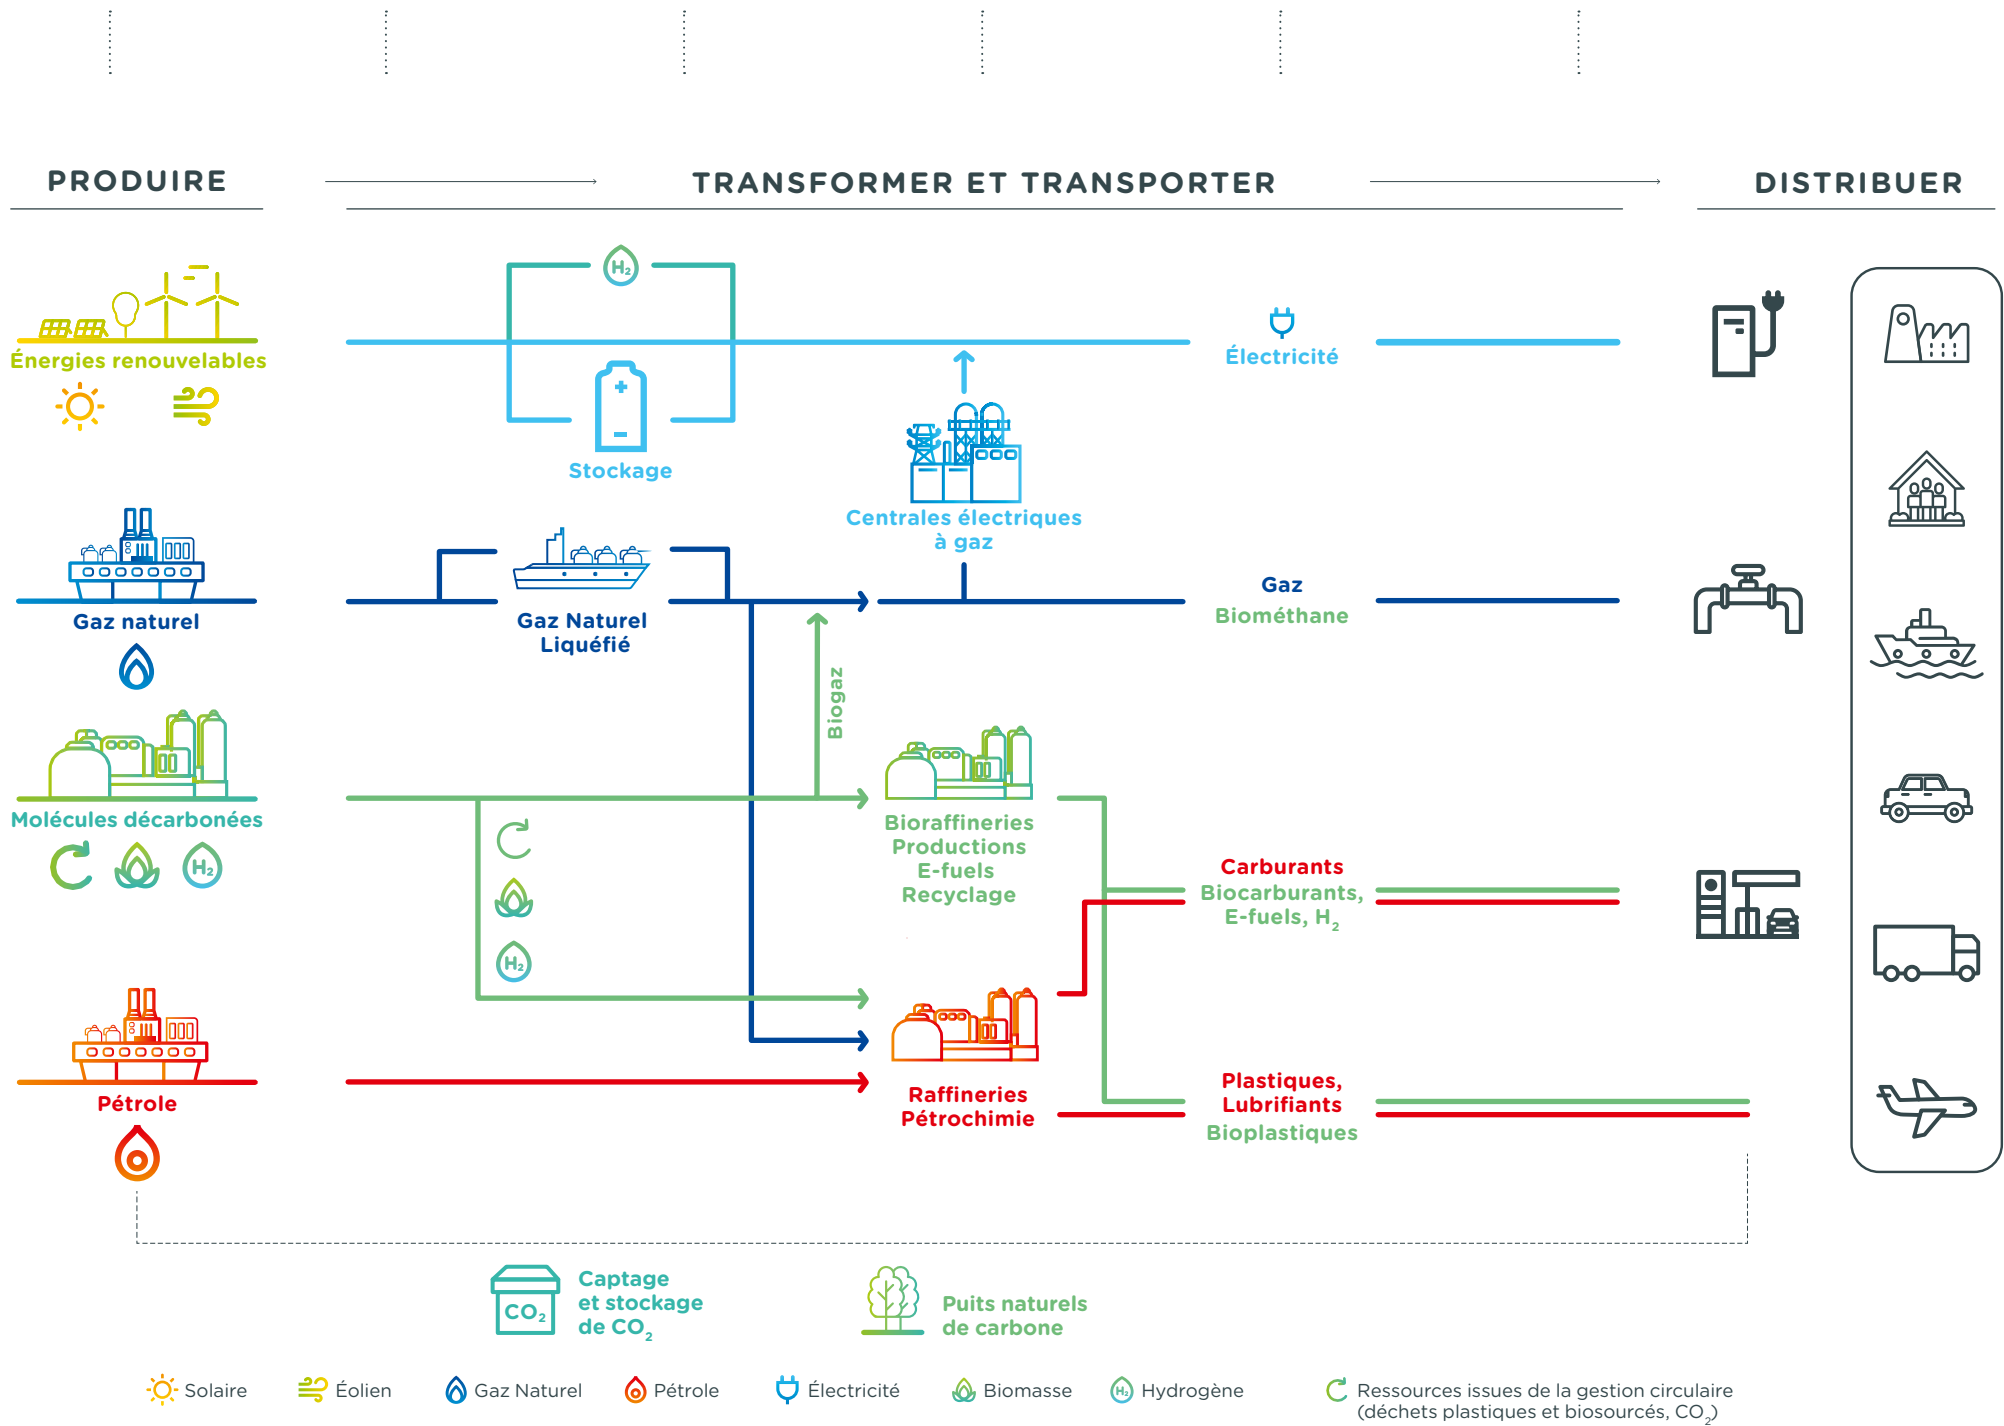 PRODUIRE
TRANSFORMER ET TRANSPORTER
DISTRIBUER
H2
Énergies renouvelables
Électricité
Stockage
Centrales électriques
à gaz
Gaz naturel
Gaz Naturel
Liquéfié
Gaz
Biométhane
Biogaz
Molécules décarbonées
H2
H2
Bioraffineries
Productions
E-fuels
Recyclage
Carburants
Biocarburants,
E-fuels, H2
Pétrole
Raffineries
Pétrochimie
Plastiques,
Lubrifiants
Bioplastiques
CO2
Captage
et stockage
de CO2
Puits naturels
de carbone
Solaire
Éolien
Gaz Naturel
Pétrole
Électricité
Biomasse
H2
Hydrogène
Ressources issues de la gestion circulaire
(déchets plastiques et biosourcés, CO2)